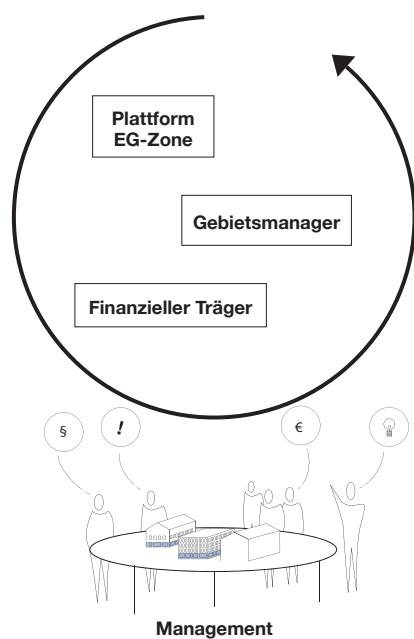 Plattform
EG-Zone
Gebietsmanager
Finanzieller Träger
§
!
€
Management